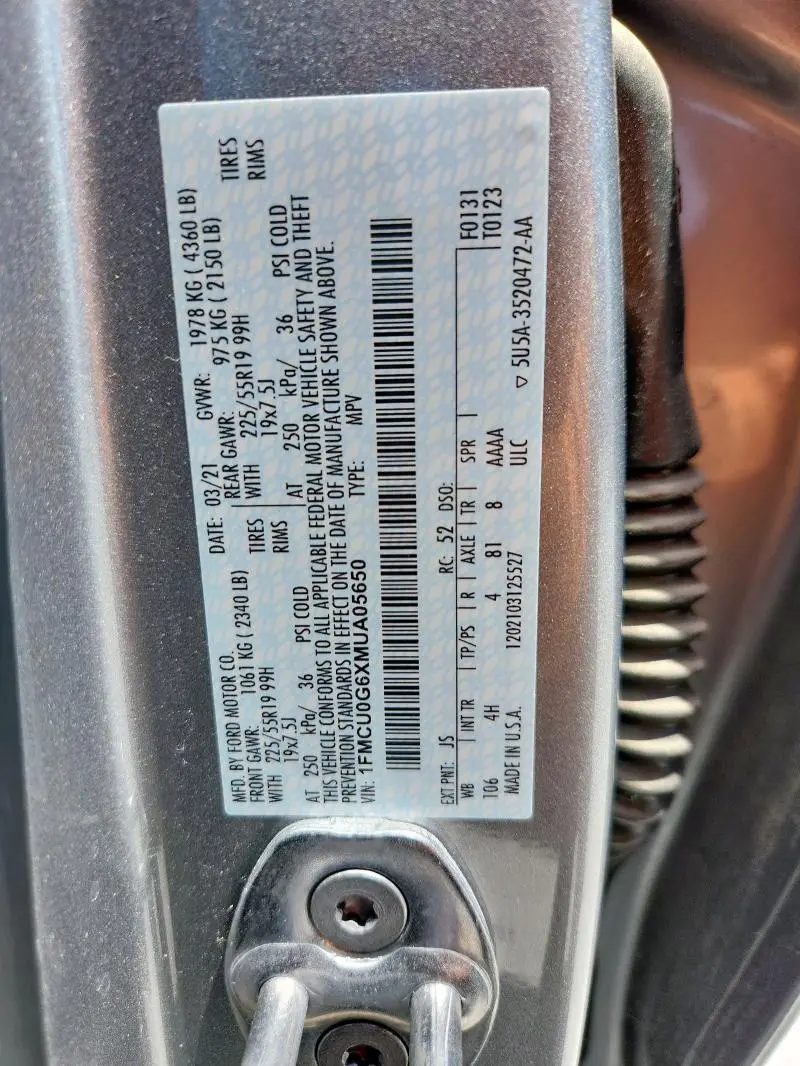 MFD. BY FORD MOTOR CO. DATE: 03/21 GVWR: 1978 KG ( 4360 LB)
FRONT GAWR: 1061 KG (2340 LB) REAR GAWR: 975 KG ( 2150 LB)
WITH 225/55R19 99H TIRES WITH 225/55R19 99H TIRES
19x7.5J RIMS 19x7.5J RIMS
AT 250 kPa/ 36 PSI COLD AT 250 kPa/ 36 PSI COLD
THIS VEHICLE CONFORMS TO ALL APPLICABLE FEDERAL MOTOR VEHICLE SAFETY AND THEFT
PREVENTION STANDARDS IN EFFECT ON THE DATE OF MANUFACTURE SHOWN ABOVE.
VIN: 1FMCU0G6XMUA05650 TYPE: MPV
EXT PNT: JS RC: 52 DSO: F0131
WB INT TR TP/PS R AXLE TR SPR T0123
106 4H 4 81 8 AAAA
MADE IN U.S.A. 1202103125527 ULC ▽ 5U5A-3520472-AA